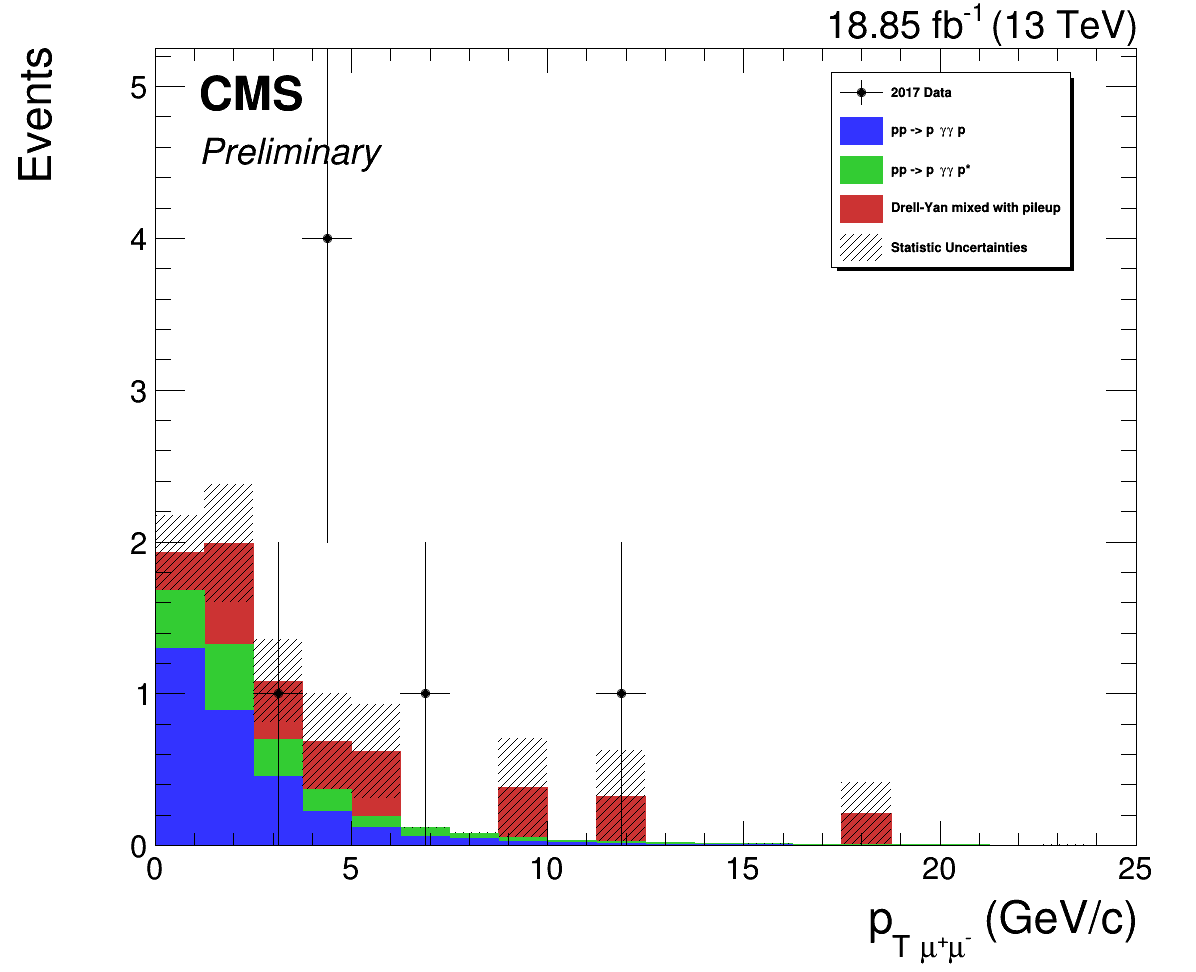 18.85 fb⁻¹ (13 TeV)
Events
CMS
Preliminary
2017 Data
pp -> p γγ p
pp -> p γγ p*
Drell-Yan mixed with pileup
Statistic Uncertainties
5
4
3
2
1
0
0 5 10 15 20 25
p_T μ⁺μ⁻ (GeV/c)